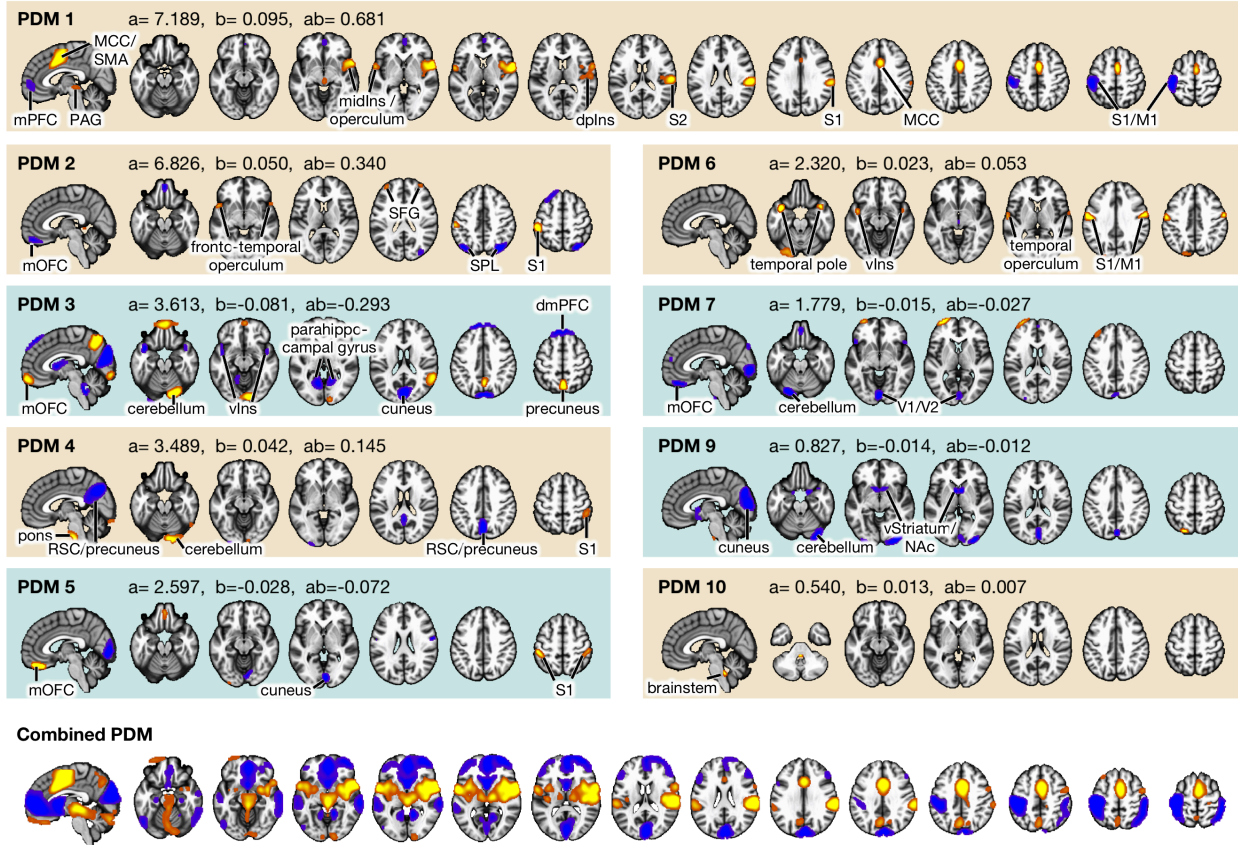 PDM 1 a= 7.189, b= 0.095, ab= 0.681
MCC/
SMA
mPFC PAG
midIns /
operculum
dpIns
S2
S1
MCC
S1/M1
PDM 2 a= 6.826, b= 0.050, ab= 0.340
mOFC
frontc-temporal
operculum
SFG
SPL
S1
PDM 6 a= 2.320, b= 0.023, ab= 0.053
temporal pole
vIns
temporal
operculum
S1/M1
PDM 3 a= 3.613, b=-0.081, ab=-0.293
mOFC
cerebellum
vIns
parahippc-
campal gyrus
cuneus
dmPFC
precuneus
PDM 7 a= 1.779, b=-0.015, ab=-0.027
mOFC
cerebellum
V1/V2
PDM 4 a= 3.489, b= 0.042, ab= 0.145
pons
RSC/precuneus
cerebellum
RSC/precuneus
S1
PDM 9 a= 0.827, b=-0.014, ab=-0.012
cuneus
cerebellum
vStriatum/
NAc
PDM 5 a= 2.597, b=-0.028, ab=-0.072
mOFC
cuneus
S1
PDM 10 a= 0.540, b= 0.013, ab= 0.007
brainstem
Combined PDM